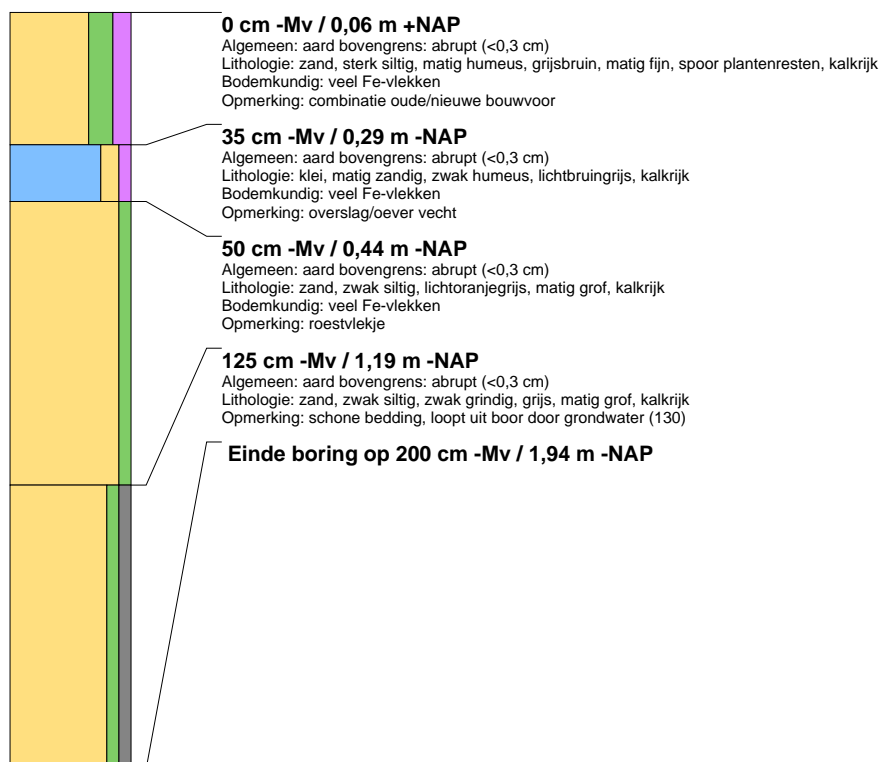 0 cm -Mv / 0,06 m +NAP
Algemeen: aard bovengrens: abrupt (<0,3 cm)
Lithologie: zand, sterk siltig, matig humeus, grijsbruin, matig fijn, spoor plantenresten, kalkrijk
Bodemkundig: veel Fe-vlekken
Opmerking: combinatie oude/nieuwe bouwvoor
35 cm -Mv / 0,29 m -NAP
Algemeen: aard bovengrens: abrupt (<0,3 cm)
Lithologie: klei, matig zandig, zwak humeus, lichtbruingrijs, kalkrijk
Bodemkundig: veel Fe-vlekken
Opmerking: overslag/oever vecht
50 cm -Mv / 0,44 m -NAP
Algemeen: aard bovengrens: abrupt (<0,3 cm)
Lithologie: zand, zwak siltig, lichtoranjegrijs, matig grof, kalkrijk
Bodemkundig: veel Fe-vlekken
Opmerking: roestvlekje
125 cm -Mv / 1,19 m -NAP
Algemeen: aard bovengrens: abrupt (<0,3 cm)
Lithologie: zand, zwak siltig, zwak grindig, grijs, matig grof, kalkrijk
Opmerking: schone bedding, loopt uit boor door grondwater (130)
Einde boring op 200 cm -Mv / 1,94 m -NAP